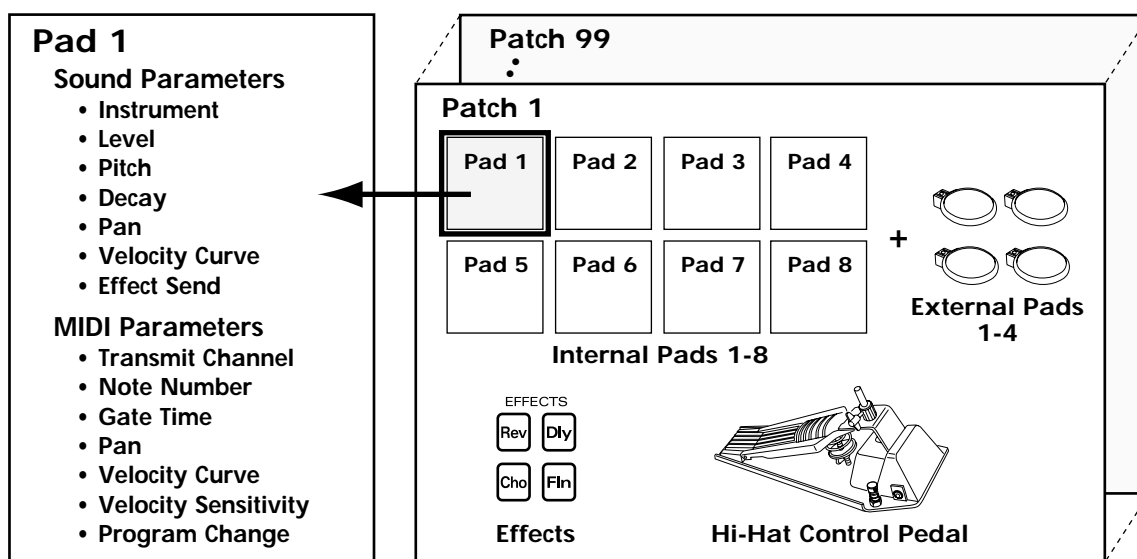 Pad 1
Sound Parameters
• Instrument
• Level
• Pitch
• Decay
• Pan
• Velocity Curve
• Effect Send
MIDI Parameters
• Transmit Channel
• Note Number
• Gate Time
• Pan
• Velocity Curve
• Velocity Sensitivity
• Program Change
Patch 99
Patch 1
Pad 1 Pad 2 Pad 3 Pad 4
Pad 5 Pad 6 Pad 7 Pad 8
Internal Pads 1-8
+
External Pads
1-4
EFFECTS
Rev Dly
Cho Fln
Effects
Hi-Hat Control Pedal